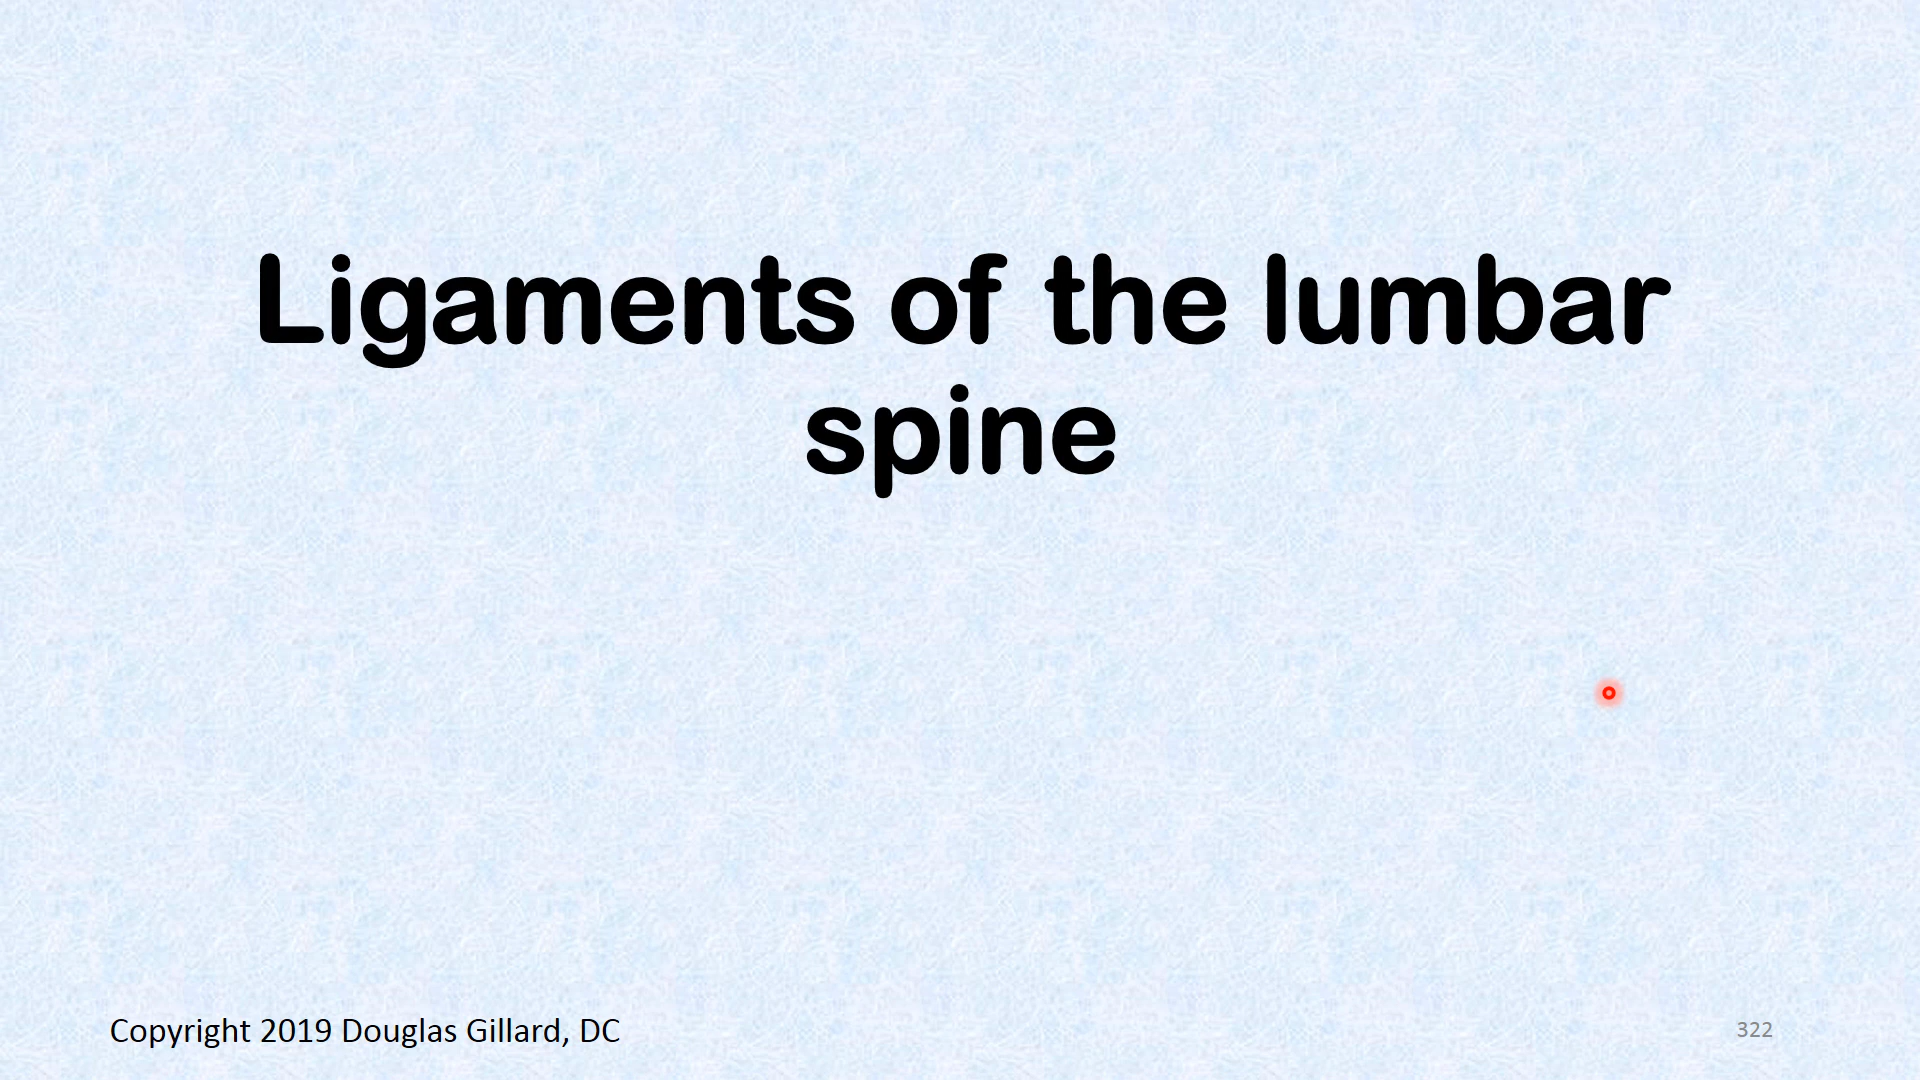 Ligaments of the lumbar
spine
Copyright 2019 Douglas Gillard, DC
322